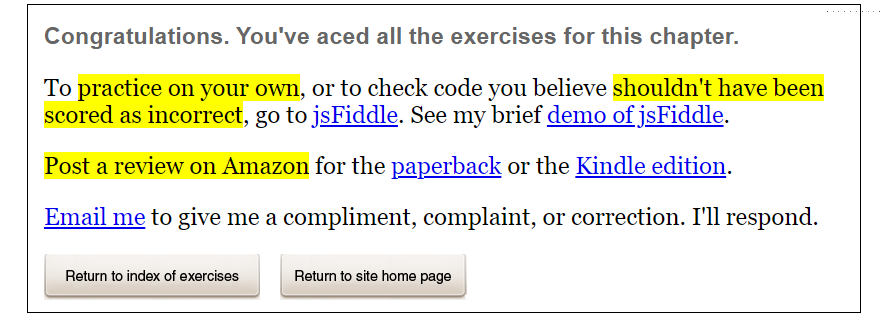 Congratulations. You've aced all the exercises for this chapter.
To practice on your own, or to check code you believe shouldn't have been
scored as incorrect, go to jsFiddle. See my brief demo of jsFiddle.
Post a review on Amazon for the paperback or the Kindle edition.
Email me to give me a compliment, complaint, or correction. I'll respond.
Return to index of exercises Return to site home page